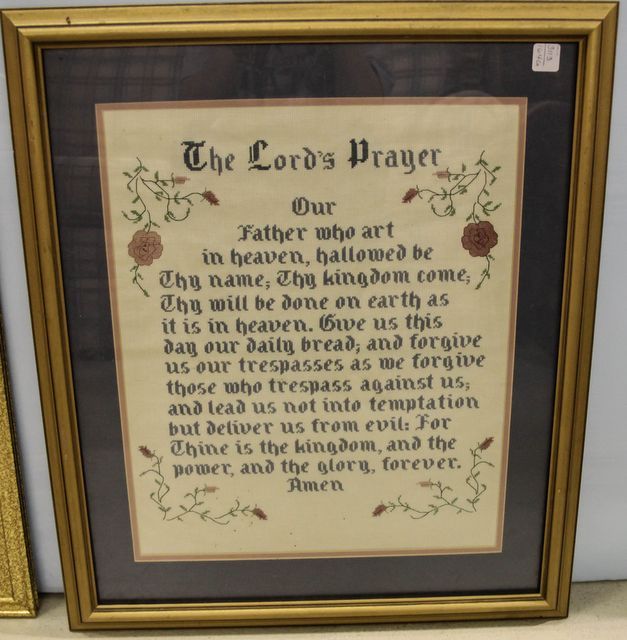 The Lord's Prayer
Our
Father who art
in heaven, hallowed be
Thy name; Thy kingdom come;
Thy will be done on earth as
it is in heaven. Give us this
day our daily bread; and forgive
us our trespasses as we forgive
those who trespass against us;
and lead us not into temptation
but deliver us from evil: For
Thine is the kingdom, and the
power, and the glory, forever.
Amen